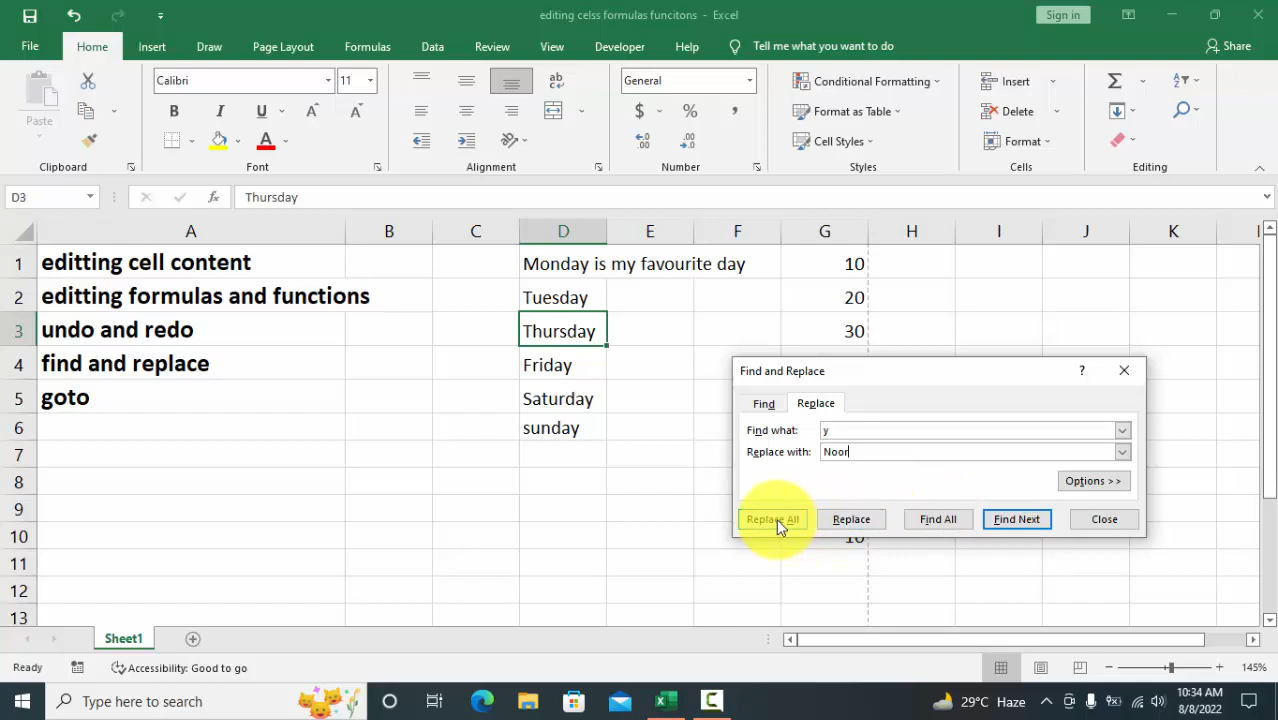 editing celss formulas funcitons - Excel
Sign in
File Home Insert Draw Page Layout Formulas Data Review View Developer Help Tell me what you want to do Share
Paste
Calibri 11
General
Conditional Formatting
Format as Table
Cell Styles
Insert
Delete
Format
Clipboard Font Alignment Number Styles Cells Editing
D3 fx Thursday
A B C D E F G H I J K
1 editting cell content Monday is my favourite day 10
2 editting formulas and functions Tuesday 20
3 undo and redo Thursday 30
4 find and replace Friday
5 goto Saturday
6 sunday
7
8
9
10 10
11
12
13
Find and Replace ?
Find Replace
Find what: y
Replace with: Noor
Options >>
Replace All Replace Find All Find Next Close
Sheet1
Ready Accessibility: Good to go 145%
Type here to search
29°C Haze
10:34 AM
8/8/2022